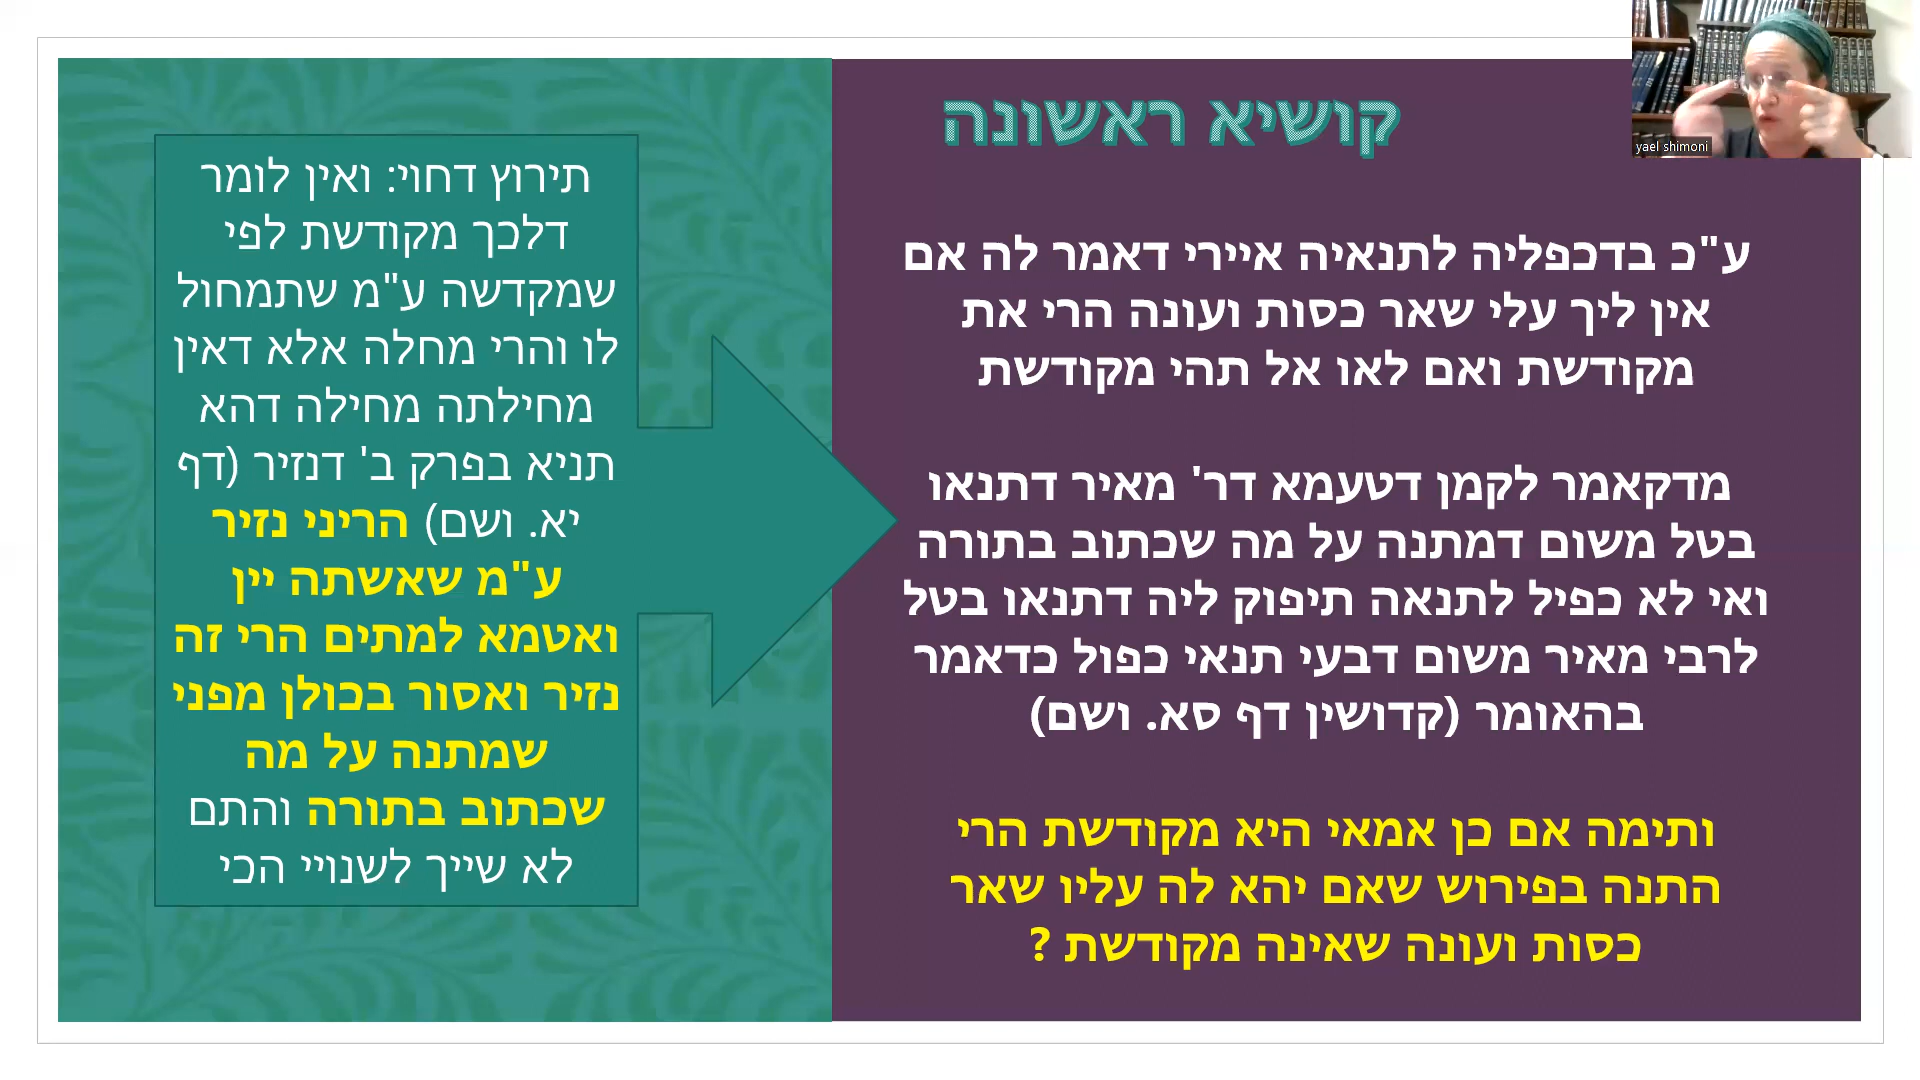 קושיא ראשונה
ע"כ בדכפליה לתנאיה איירי דאמר לה אם
אין ליך עלי שאר כסות ועונה הרי את
מקודשת ואם לאו אל תהי מקודשת
מדקאמר לקמן דטעמא דר' מאיר דתנאו
בטל משום דמתנה על מה שכתוב בתורה
ואי לא כפיל לתנאה תיפוק ליה דתנאו בטל
לרבי מאיר משום דבעי תנאי כפול כדאמר
בהאומר (קדושין דף סא. ושם)
ותימה אם כן אמאי היא מקודשת הרי
התנה בפירוש שאם יהא לה עליו שאר
כסות ועונה שאינה מקודשת ?
תירוץ דחוי: ואין לומר
דלכך מקודשת לפי
שמקדשה ע"מ שתמחול
לו והרי מחלה אלא דאין
מחילתה מחילה דהא
תניא בפרק ב' דנזיר (דף
יא. ושם) הריני נזיר
ע"מ שאשתה יין
ואטמא למתים הרי זה
נזיר ואסור בכולן מפני
שמתנה על מה
שכתוב בתורה והתם
לא שייך לשנויי הכי
yael shimoni